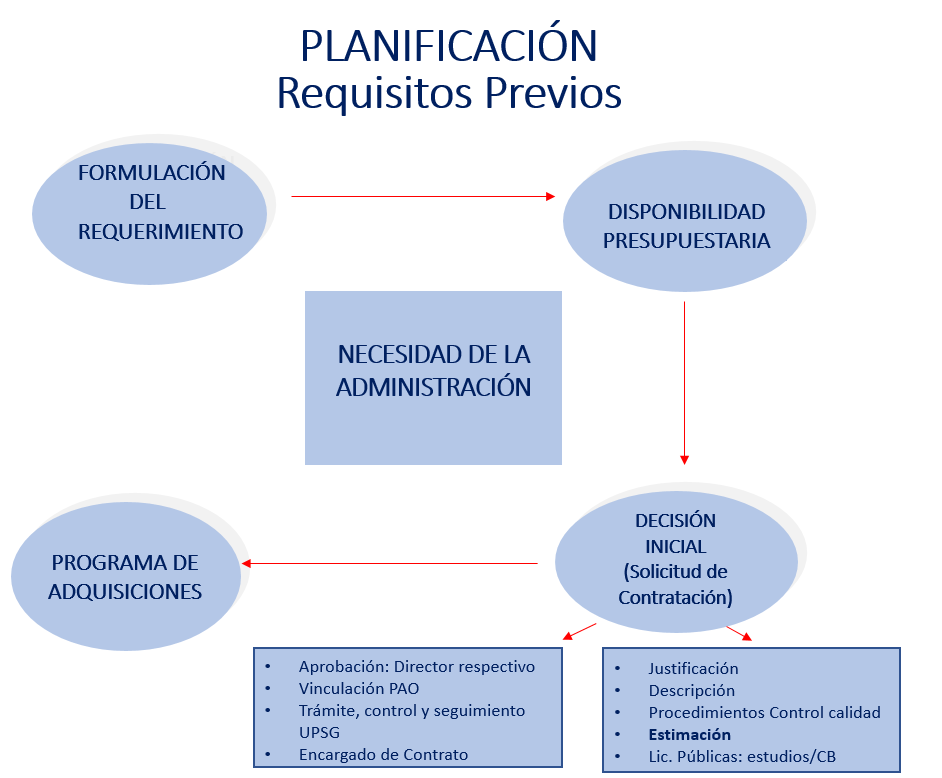 PLANIFICACIÓN
Requisitos Previos
FORMULACIÓN
DEL
REQUERIMIENTO
DISPONIBILIDAD
PRESUPUESTARIA
NECESIDAD DE LA
ADMINISTRACIÓN
DECISIÓN
INICIAL
(Solicitud de
Contratación)
PROGRAMA DE
ADQUISICIONES
• Aprobación: Director respectivo
• Vinculación PAO
• Trámite, control y seguimiento
UPSG
• Encargado de Contrato
• Justificación
• Descripción
• Procedimientos Control calidad
• Estimación
• Lic. Públicas: estudios/CB